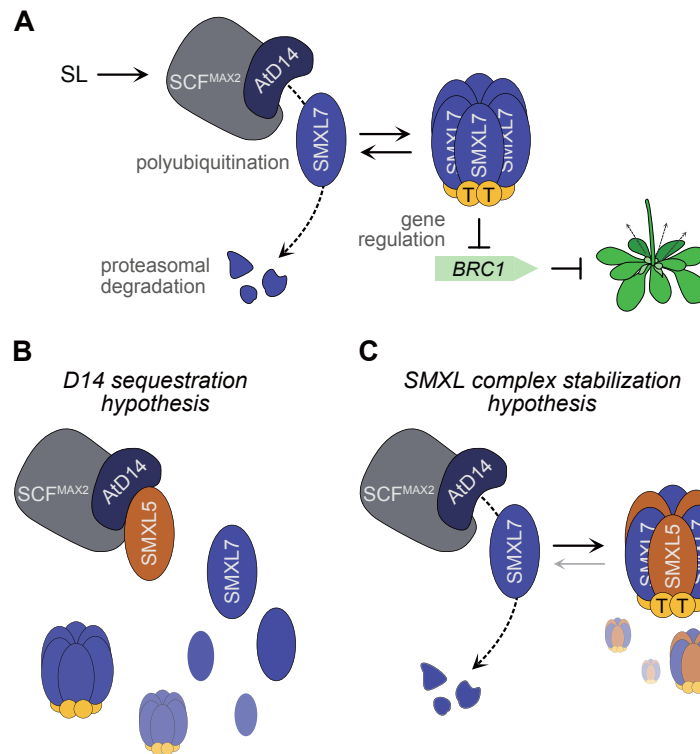 A
SL
SCFMAX2
AtD14
SMXL7
polyubiquitination
SMXL7
SMXL7
SMXL7
T T
gene
regulation
BRC1
proteasomal
degradation
B
D14 sequestration
hypothesis
SCFMAX2
AtD14
SMXL5
SMXL7
C
SMXL complex stabilization
hypothesis
SCFMAX2
AtD14
SMXL7
SMXL7
SMXL5
SMXL7
T T